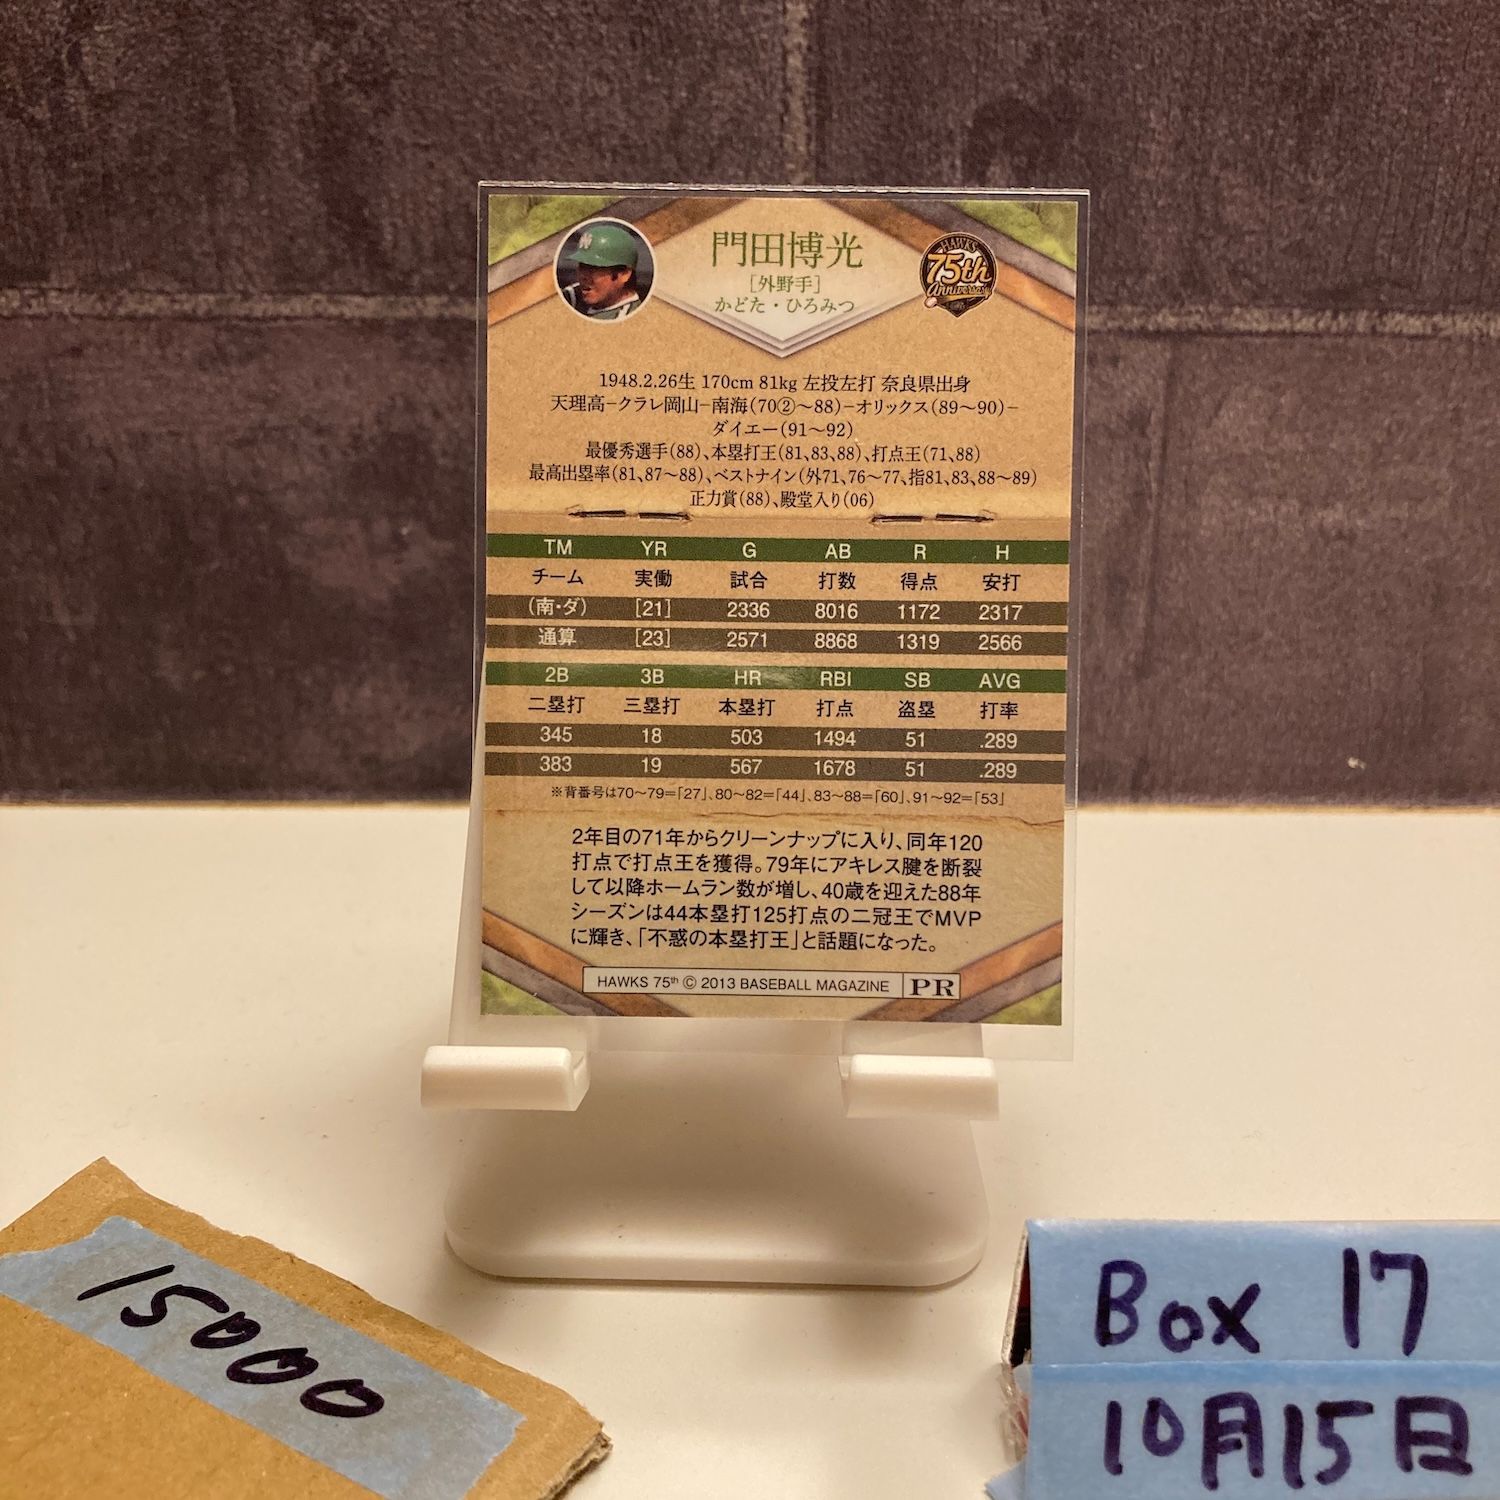 門田博光
[外野手]
かどた・ひろみつ
HAWKS
75th
Anniversary
1948.2.26生 170cm 81kg 左投左打 奈良県出身
天理高−クラレ岡山−南海(70②〜88)−オリックス(89〜90)−
ダイエー(91〜92)
最優秀選手(88)、本塁打王(81、83、88)、打点王(71、88)
最高出塁率(81、87〜88)、ベストナイン(外71、76〜77、指81、83、88〜89)
正力賞(88)、殿堂入り(06)
TM YR G AB R H
チーム 実働 試合 打数 得点 安打
(南・ダ) [21] 2336 8016 1172 2317
通算 [23] 2571 8868 1319 2566
2B 3B HR RBI SB AVG
二塁打 三塁打 本塁打 打点 盗塁 打率
345 18 503 1494 51 .289
383 19 567 1678 51 .289
※背番号は70〜79=「27」、80〜82=「44」、83〜88=「60」、91〜92=「53」
2年目の71年からクリーンナップに入り、同年120
打点で打点王を獲得。79年にアキレス腱を断裂
して以降ホームラン数が増し、40歳を迎えた88年
シーズンは44本塁打125打点の二冠王でMVP
に輝き、「不惑の本塁打王」と話題になった。
HAWKS 75th © 2013 BASEBALL MAGAZINE PR
15000
Box 17
10月15日